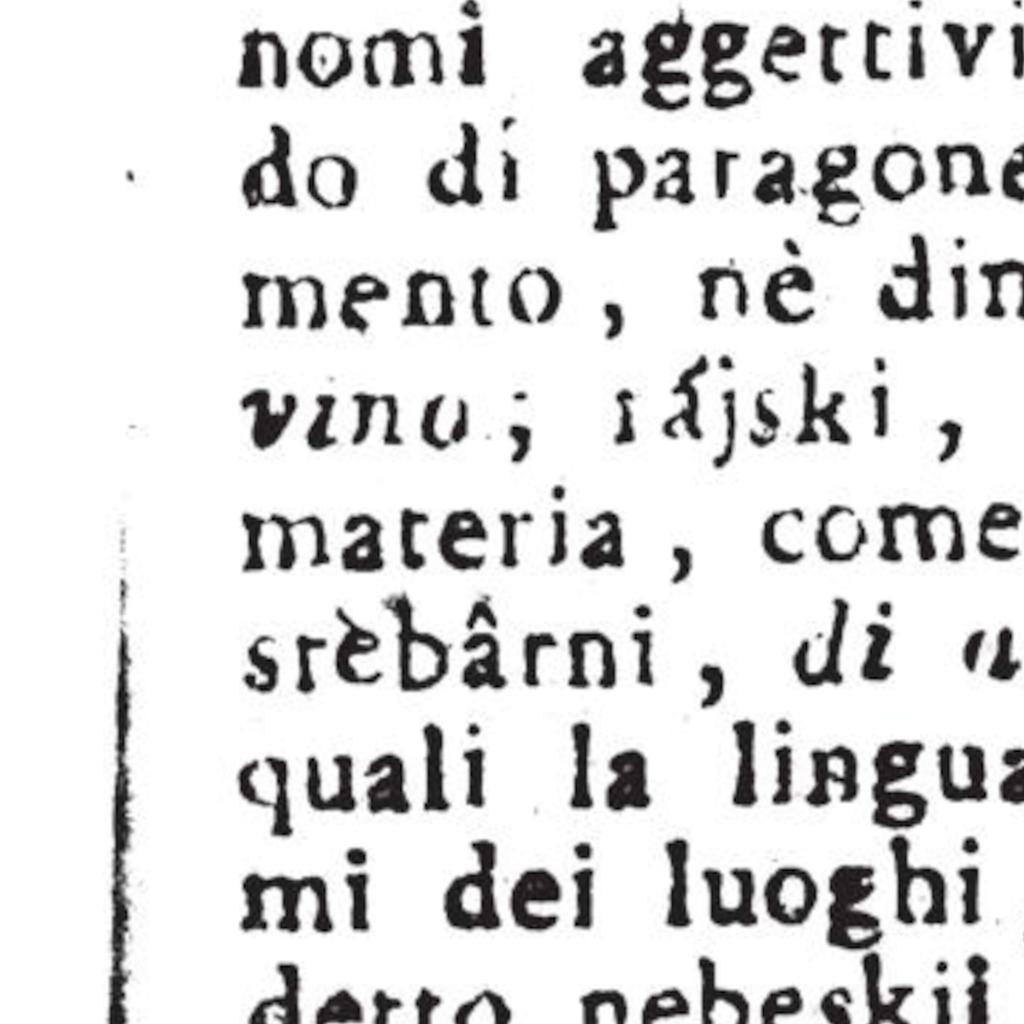 nomi aggettivi
do di paragone
mento, nè din
vino; rájski,
materia, come
srèbârni, di a
quali la lingua
mi dei luoghi
detto nebeskii